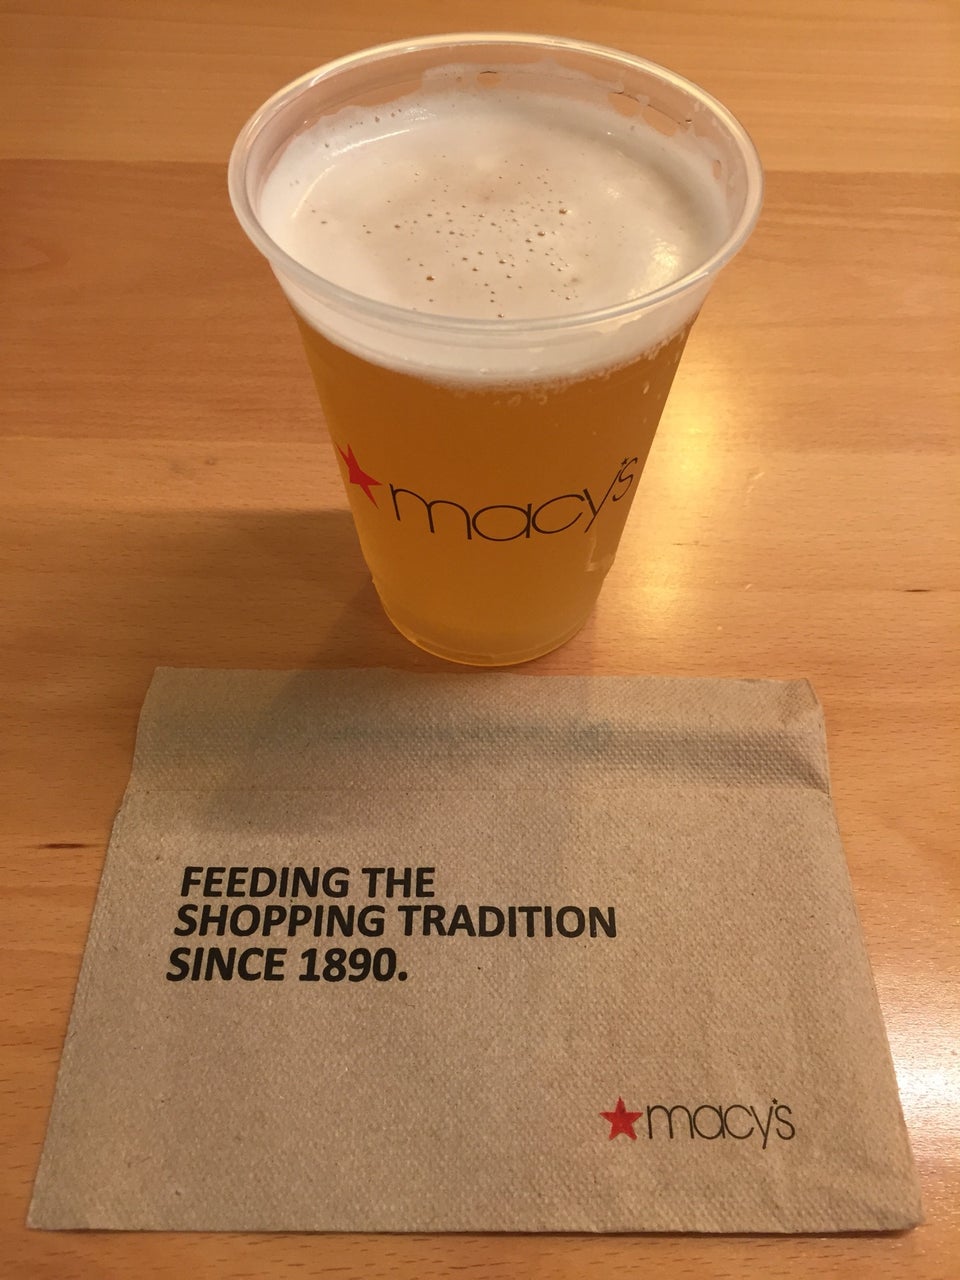 macy's
FEEDING THE
SHOPPING TRADITION
SINCE 1890.
macy's